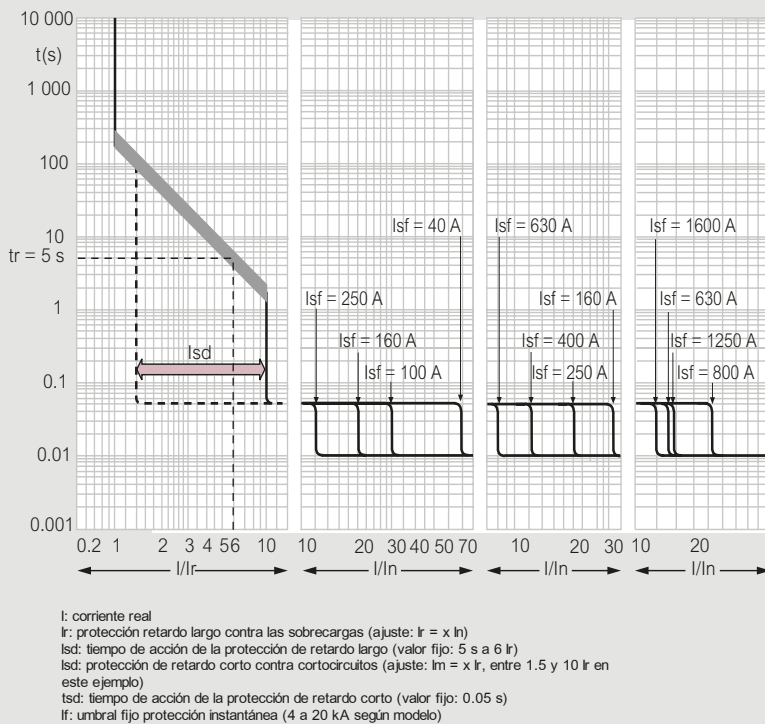 10 000
t(s)
1 000
100
10
tr = 5 s
1
0.1
0.01
0.001
Isd
Isf = 40 A
Isf = 250 A
Isf = 160 A
Isf = 100 A
Isf = 630 A
Isf = 160 A
Isf = 400 A
Isf = 250 A
Isf = 1600 A
Isf = 630 A
Isf = 1250 A
Isf = 800 A
0.2 1 2 3 4 5 6 10
I/Ir
10 20 30 40 50 70
I/In
10 20 30
I/In
10 20
I/In
I: corriente real
Ir: protección retardo largo contra las sobrecargas (ajuste: Ir = x In)
Isd: tiempo de acción de la protección de retardo largo (valor fijo: 5 s a 6 Ir)
Isd: protección de retardo corto contra cortocircuitos (ajuste: Im = x Ir, entre 1.5 y 10 Ir en
este ejemplo)
tsd: tiempo de acción de la protección de retardo corto (valor fijo: 0.05 s)
If: umbral fijo protección instantánea (4 a 20 kA según modelo)